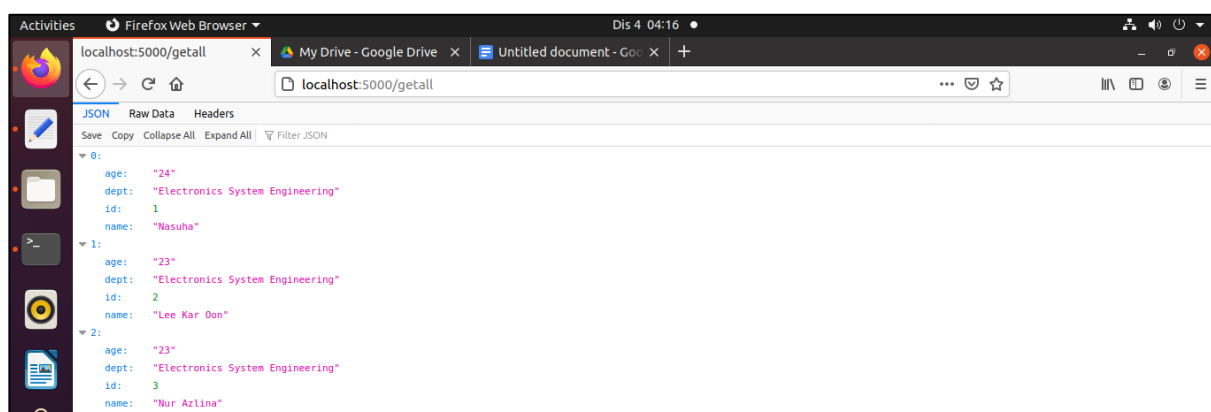 Activities Firefox Web Browser Dis 4 04:16
localhost:5000/getall My Drive - Google Drive Untitled document - Goo
localhost:5000/getall
JSON Raw Data Headers
Save Copy Collapse All Expand All Filter JSON
0:
age: "24"
dept: "Electronics System Engineering"
id: 1
name: "Nasuha"
1:
age: "23"
dept: "Electronics System Engineering"
id: 2
name: "Lee Kar Oon"
2:
age: "23"
dept: "Electronics System Engineering"
id: 3
name: "Nur Azlina"